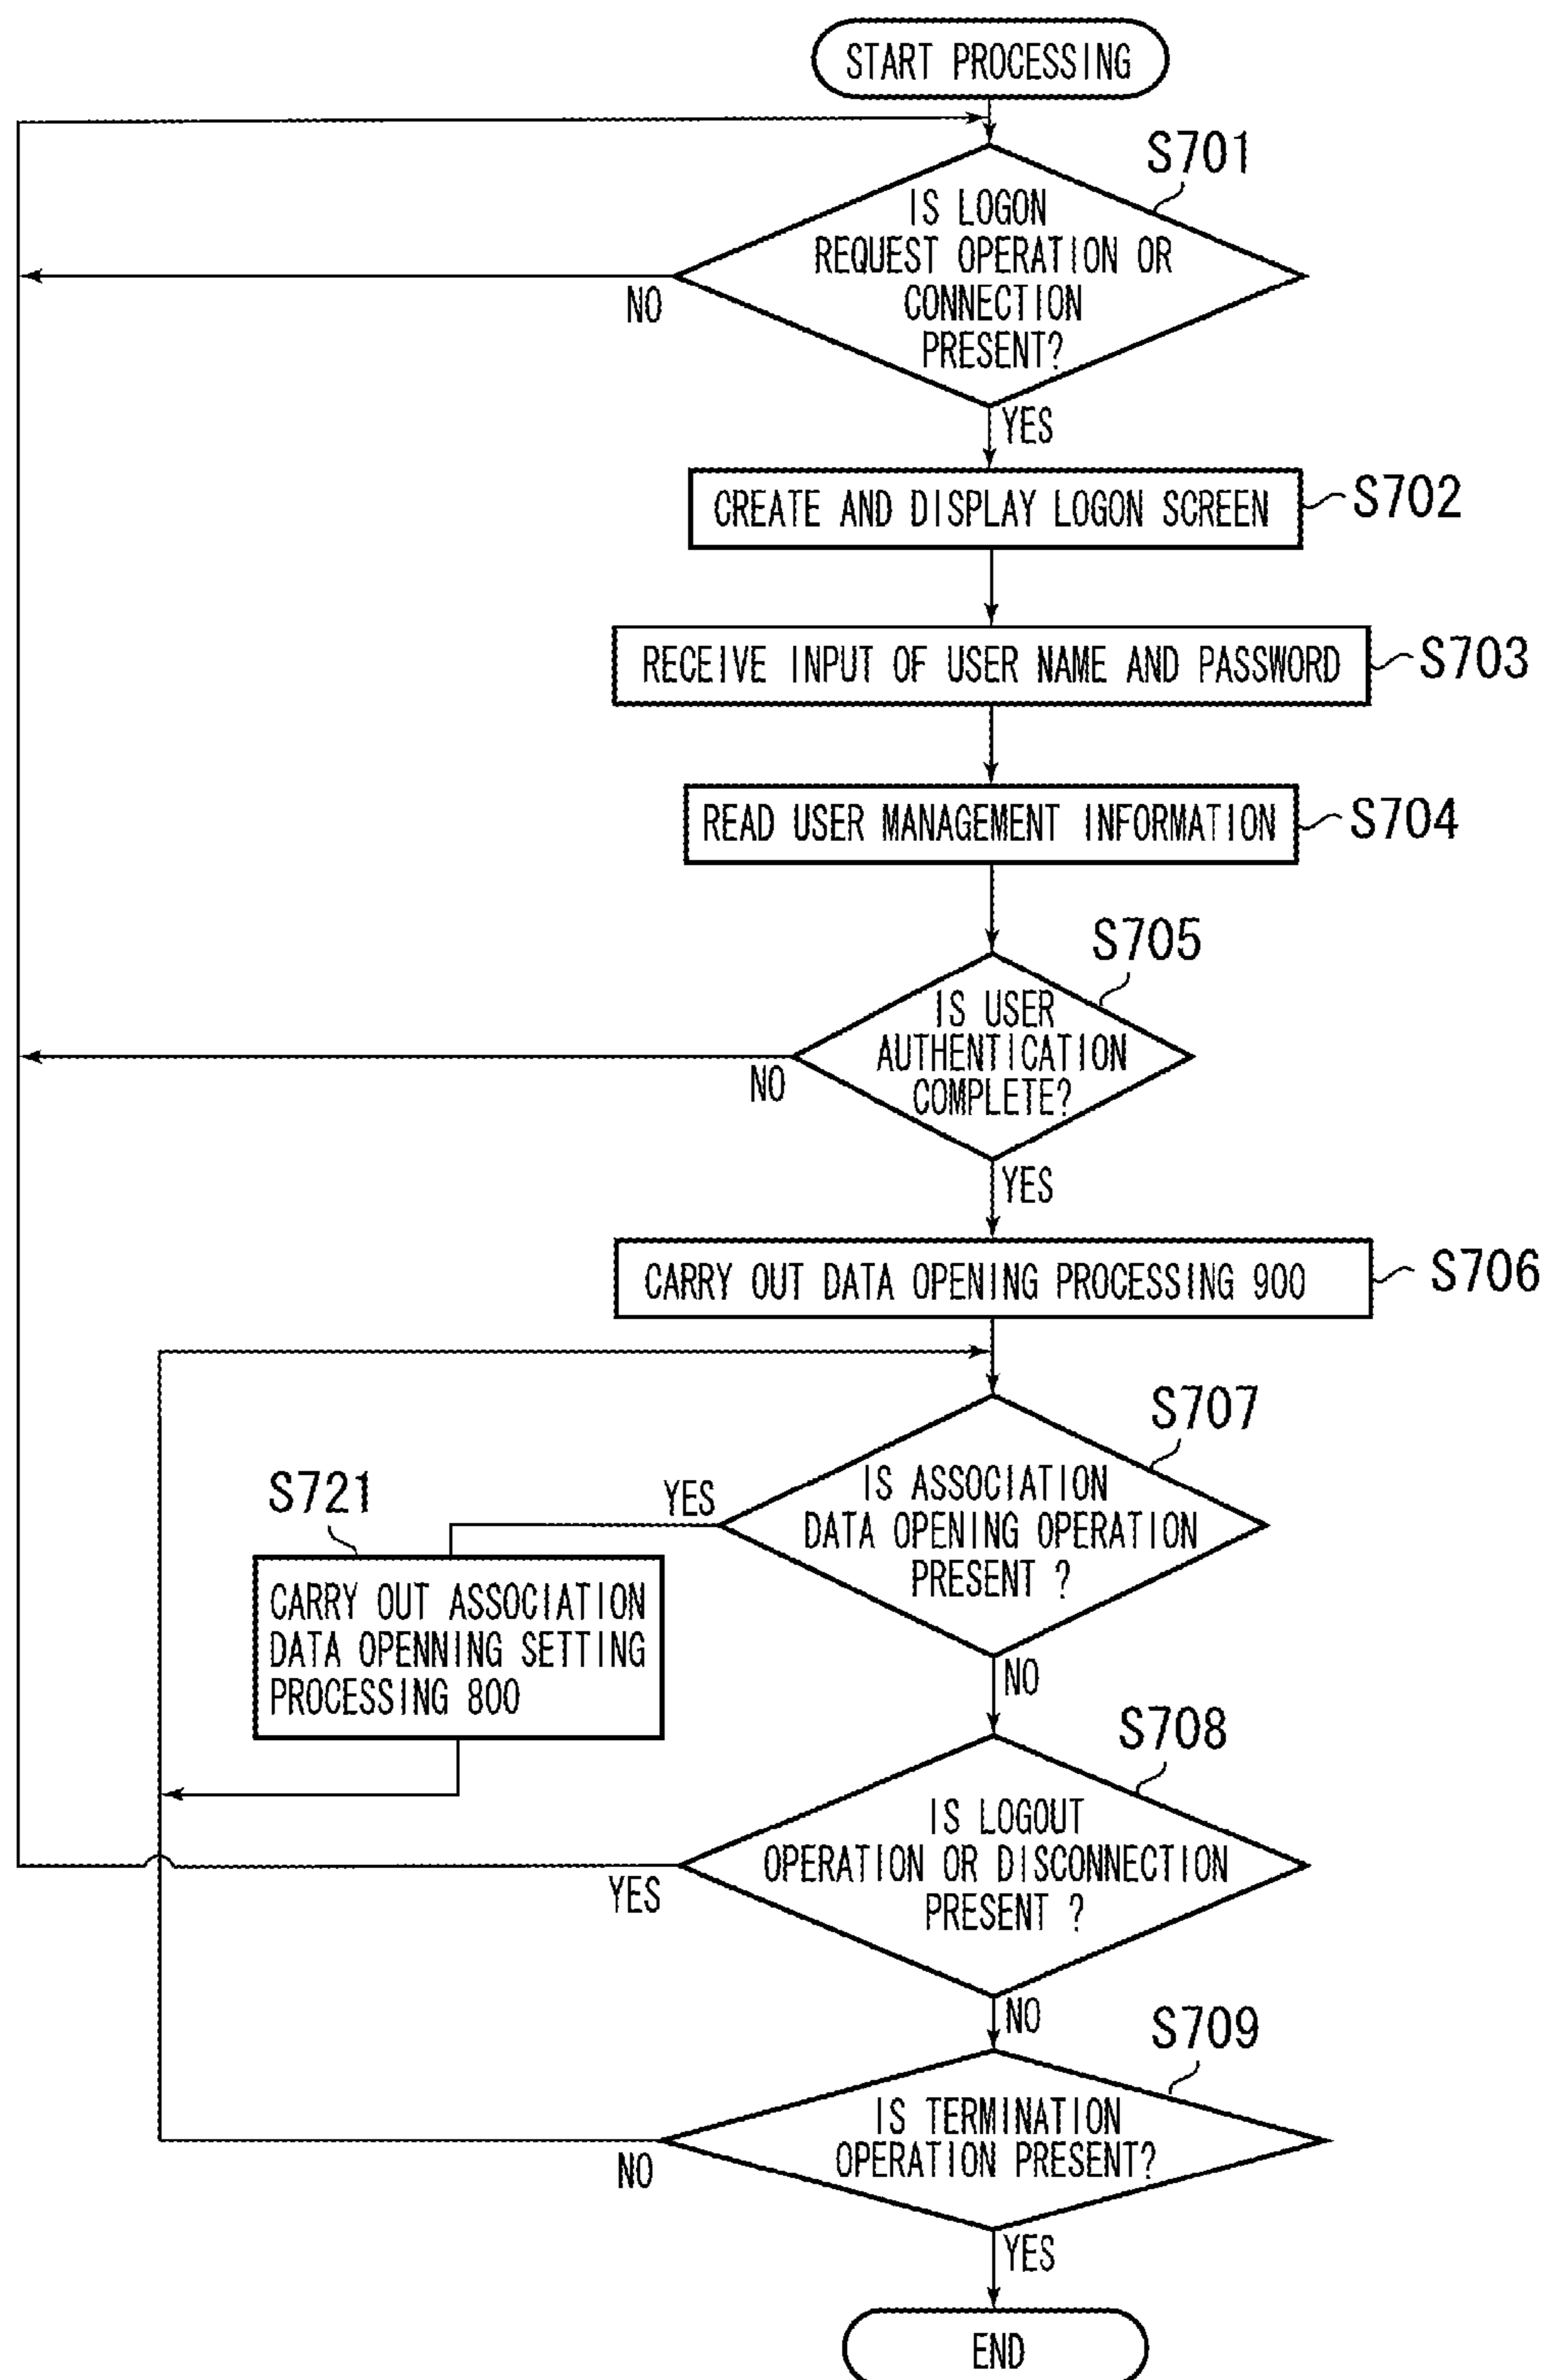 START PROCESSING
S701
IS LOGON
REQUEST OPERATION OR
CONNECTION
PRESENT?
NO
YES
CREATE AND DISPLAY LOGON SCREEN
S702
RECEIVE INPUT OF USER NAME AND PASSWORD
S703
READ USER MANAGEMENT INFORMATION
S704
S705
IS USER
AUTHENTICATION
COMPLETE?
NO
YES
CARRY OUT DATA OPENING PROCESSING 900
S706
S707
IS ASSOCIATION
DATA OPENING OPERATION
PRESENT ?
YES
S721
CARRY OUT ASSOCIATION
DATA OPENNING SETTING
PROCESSING 800
NO
S708
IS LOGOUT
OPERATION OR DISCONNECTION
PRESENT ?
YES
NO
S709
IS TERMINATION
OPERATION PRESENT?
NO
YES
END